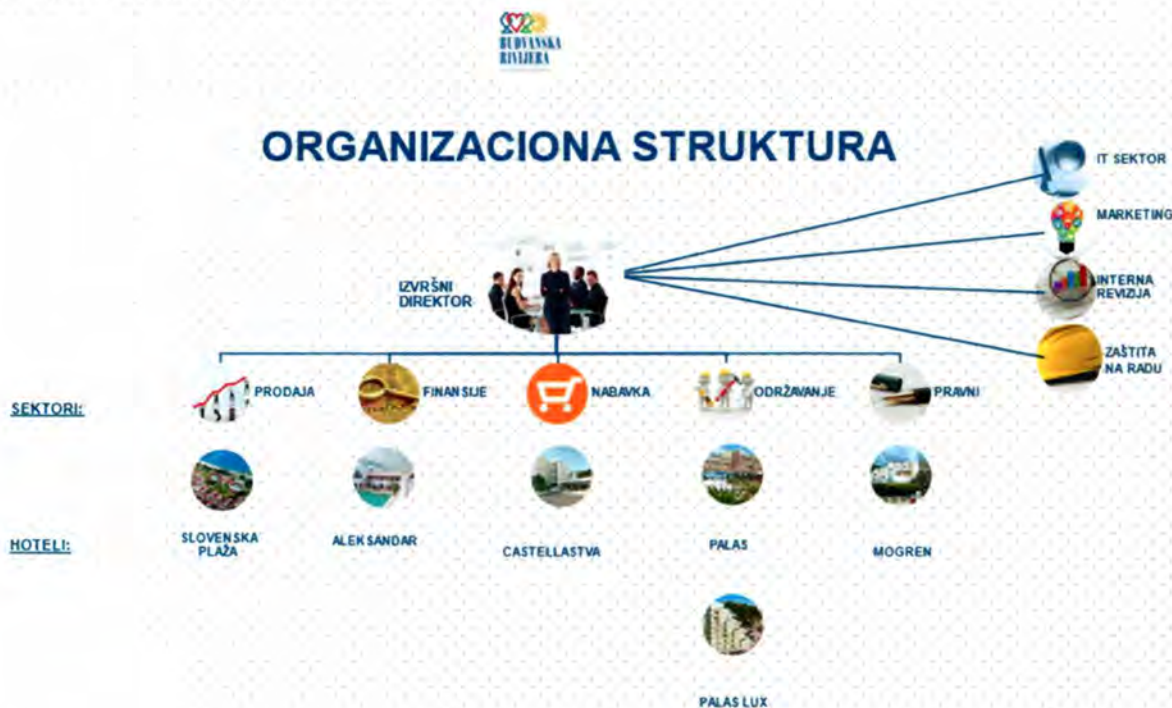 BUDVANSKA
RIVIJERA
ORGANIZACIONA STRUKTURA
IT SEKTOR
MARKETING
INTERNA
REVIZIJA
ZAŠTITA
NA RADU
IZVRŠNI
DIREKTOR
SEKTORI:
PRODAJA
FINANSIJE
NABAVKA
ODRŽAVANJE
PRAVNI
HOTELI:
SLOVENSKA
PLAŽA
ALEKSANDAR
CASTELLASTVA
PALAS
MOGREN
PALAS LUX